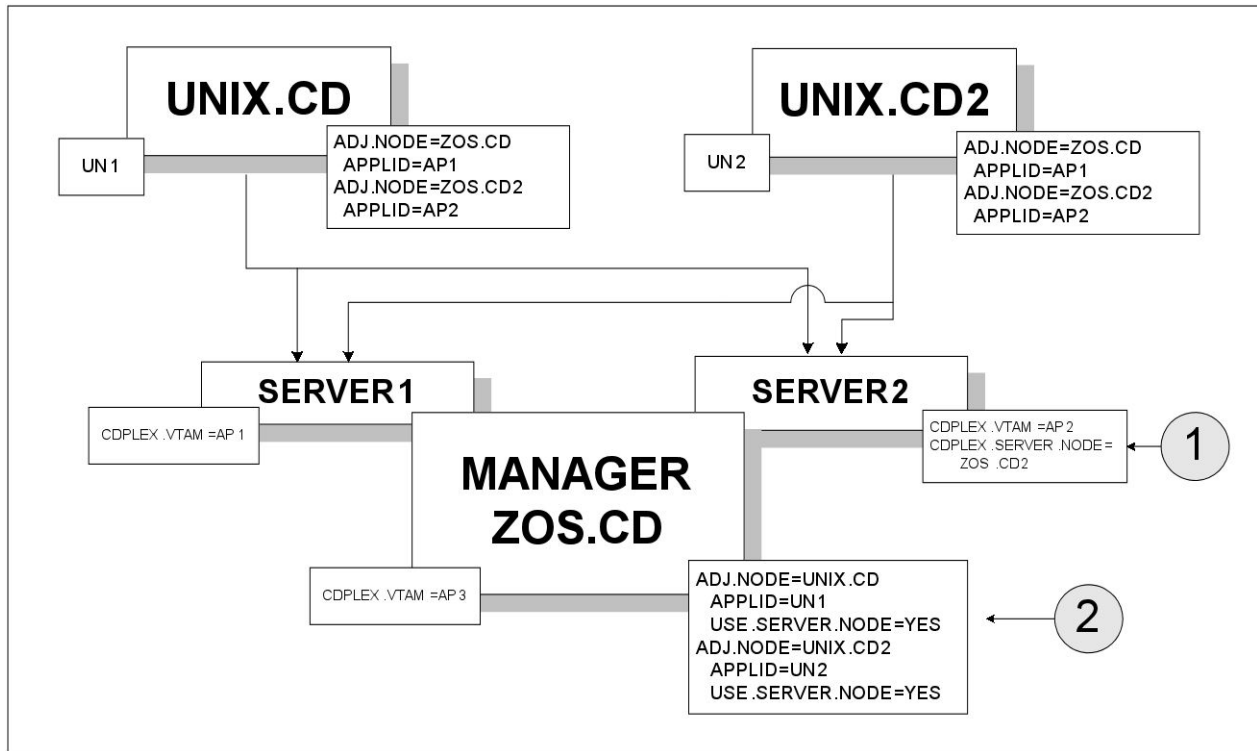 UNIX.CD
UN1
ADJ.NODE=ZOS.CD
APPLID=AP1
ADJ.NODE=ZOS.CD2
APPLID=AP2
UNIX.CD2
UN2
ADJ.NODE=ZOS.CD
APPLID=AP1
ADJ.NODE=ZOS.CD2
APPLID=AP2
SERVER1
CDPLEX.VTAM=AP1
SERVER2
CDPLEX.VTAM=AP2
CDPLEX.SERVER.NODE=
ZOS.CD2
1
MANAGER
ZOS.CD
CDPLEX.VTAM=AP3
ADJ.NODE=UNIX.CD
APPLID=UN1
USE.SERVER.NODE=YES
ADJ.NODE=UNIX.CD2
APPLID=UN2
USE.SERVER.NODE=YES
2